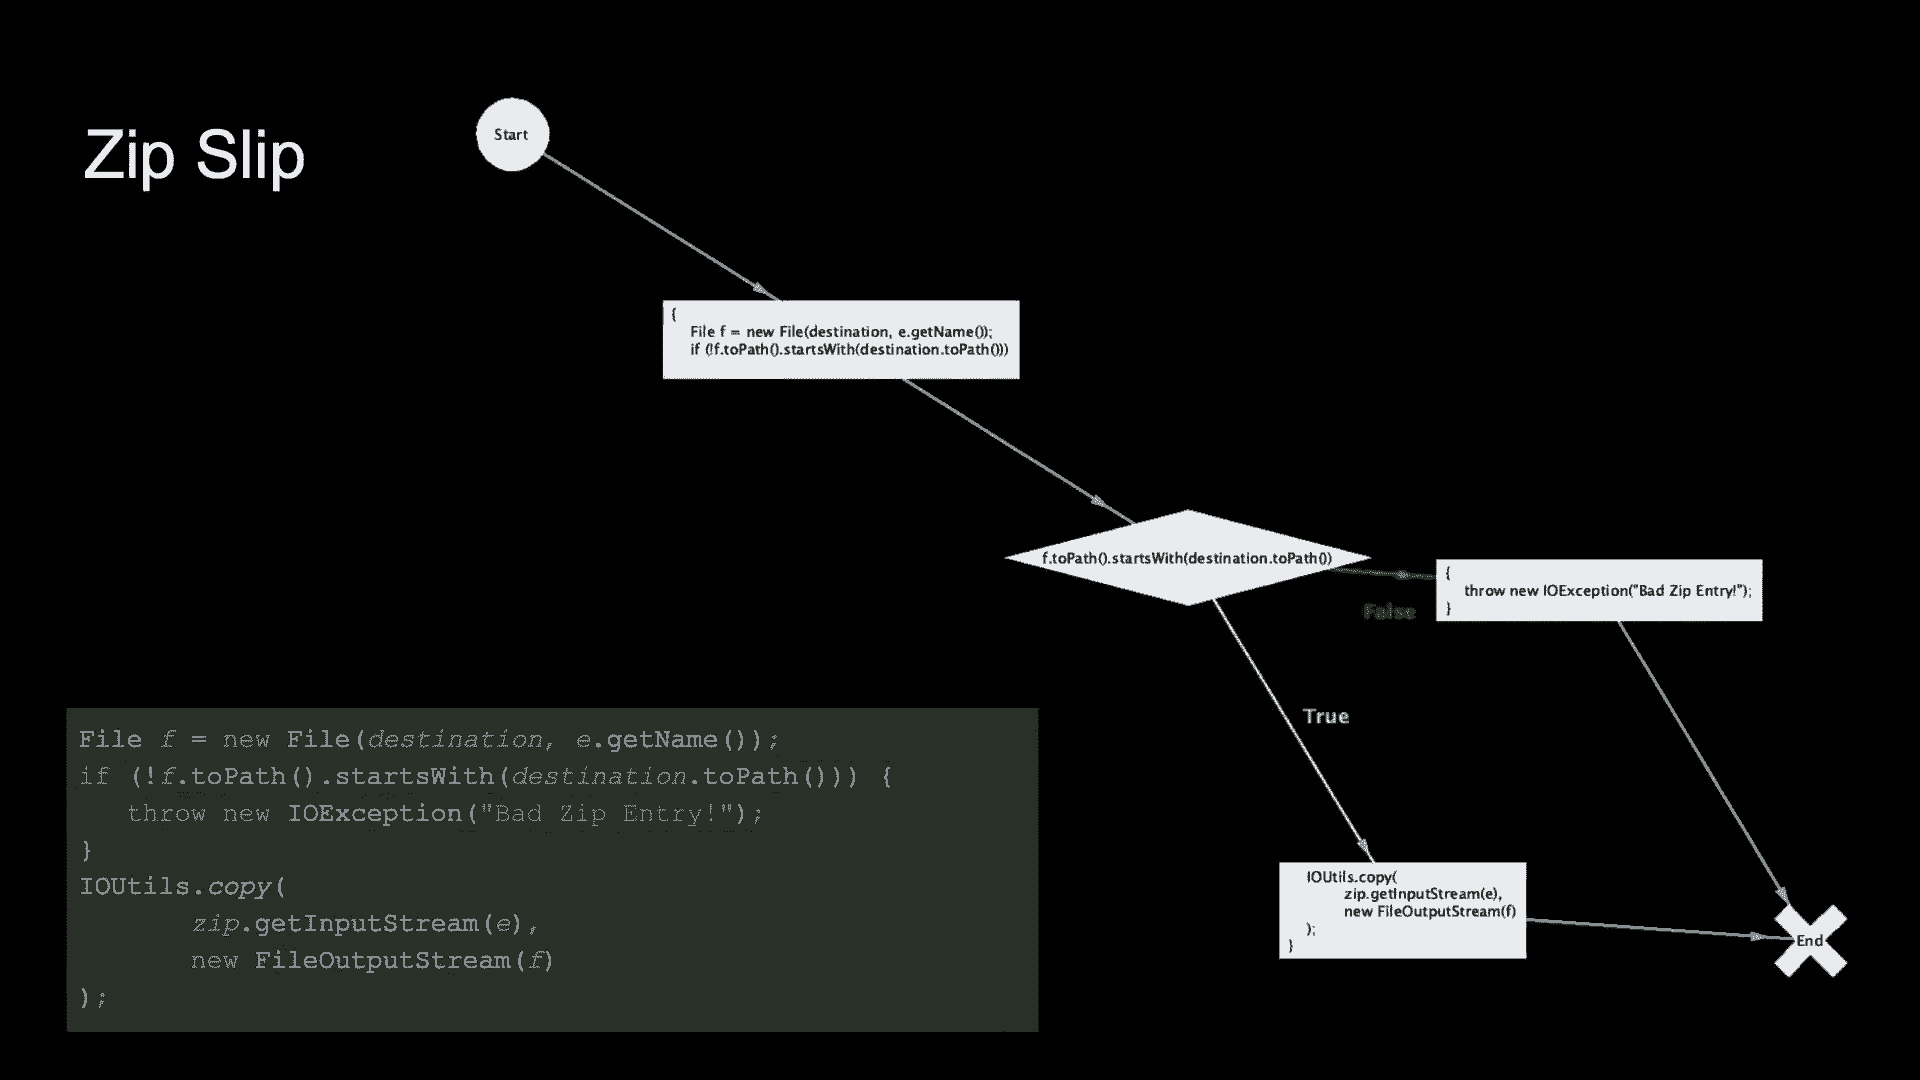 Zip Slip
Start
{
File f = new File(destination, e.getName());
if (!f.toPath().startsWith(destination.toPath()))
f.toPath().startsWith(destination.toPath())
False
{
throw new IOException("Bad Zip Entry!");
}
True
IOUtils.copy(
zip.getInputStream(e),
new FileOutputStream(f)
);
}
End
File f = new File(destination, e.getName());
if (!f.toPath().startsWith(destination.toPath())) {
throw new IOException("Bad Zip Entry!");
}
IOUtils.copy(
zip.getInputStream(e),
new FileOutputStream(f)
);